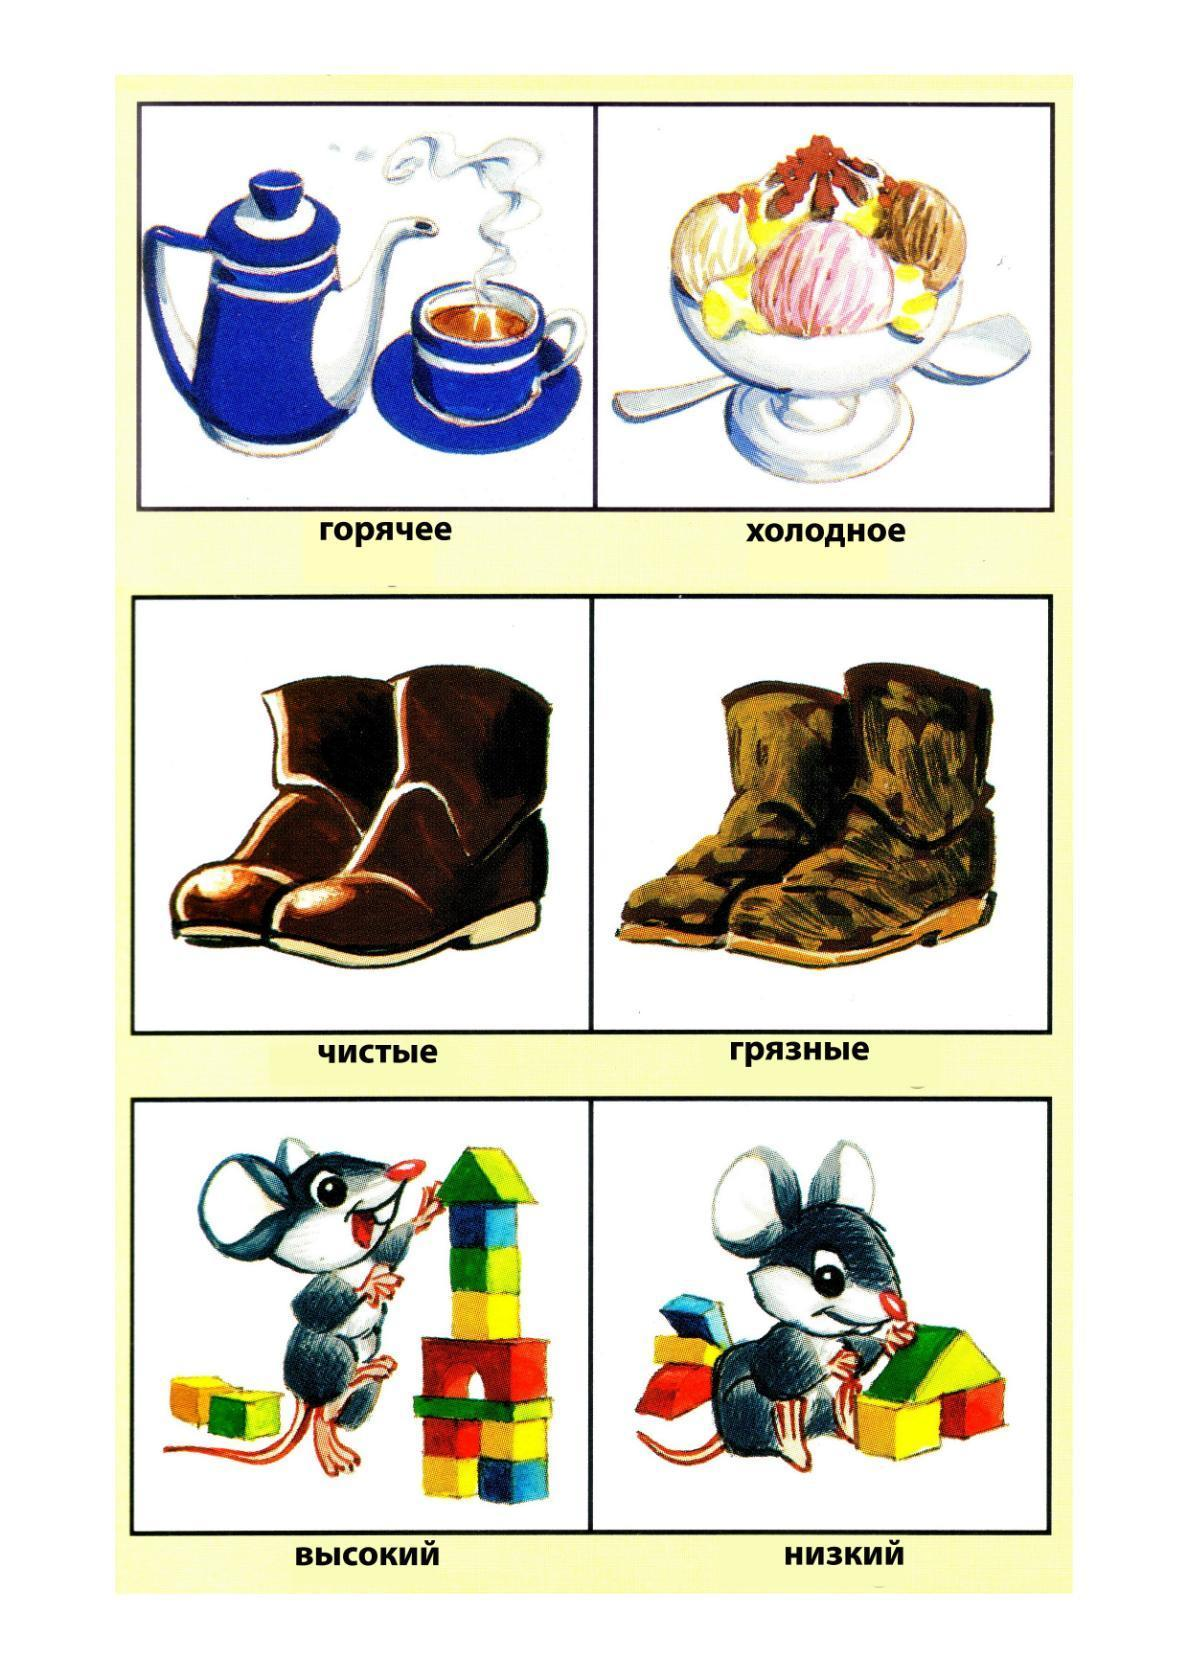 горячее
холодное
чистые
грязные
высокий
низкий